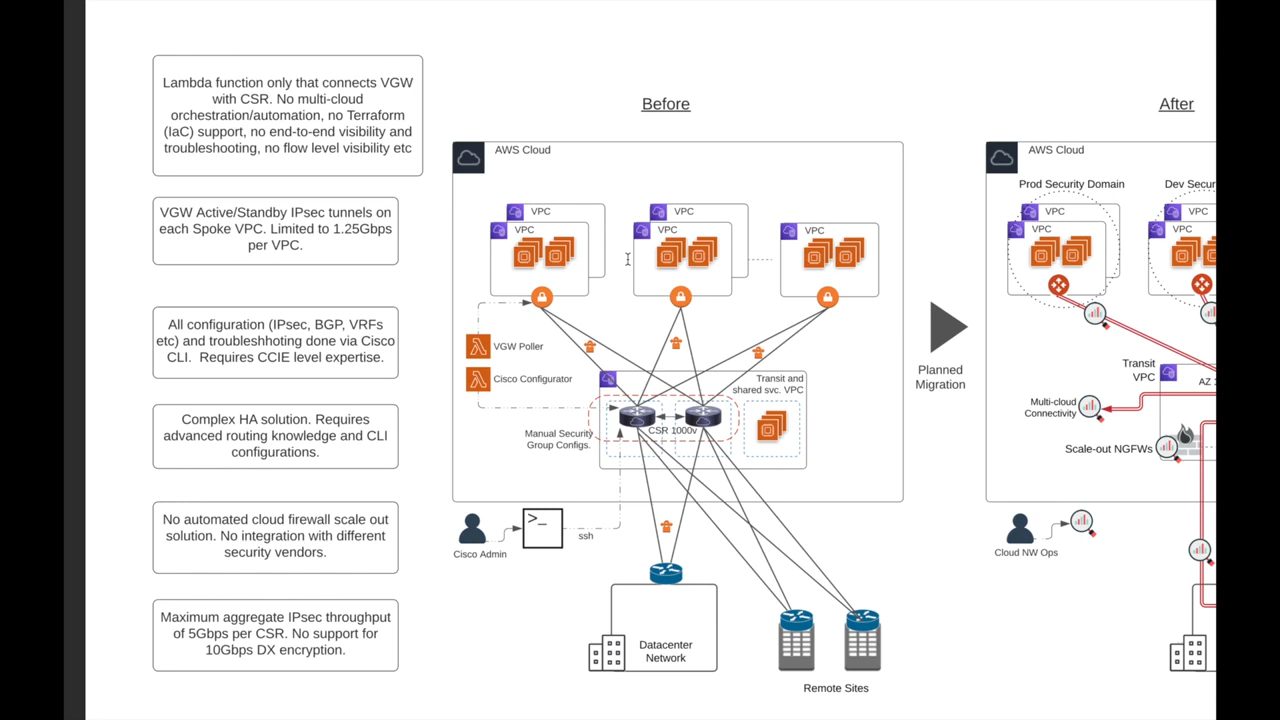 Lambda function only that connects VGW
with CSR. No multi-cloud
orchestration/automation, no Terraform
(IaC) support, no end-to-end visibility and
troubleshooting, no flow level visibility etc
VGW Active/Standby IPsec tunnels on
each Spoke VPC. Limited to 1.25Gbps
per VPC.
All configuration (IPsec, BGP, VRFs
etc) and troubleshhoting done via Cisco
CLI. Requires CCIE level expertise.
Complex HA solution. Requires
advanced routing knowledge and CLI
configurations.
No automated cloud firewall scale out
solution. No integration with different
security vendors.
Maximum aggregate IPsec throughput
of 5Gbps per CSR. No support for
10Gbps DX encryption.
Before
AWS Cloud
VPC
VPC
VPC
VPC
VPC
VGW Poller
Cisco Configurator
Transit and
shared svc. VPC
CSR 1000v
Manual Security
Group Configs.
>_
ssh
Cisco Admin
Datacenter
Network
Remote Sites
Planned
Migration
After
AWS Cloud
Prod Security Domain
Dev Secur
VPC
VPC
VPC
VPC
Transit
VPC
AZ
Multi-cloud
Connectivity
Scale-out NGFWs
Cloud NW Ops